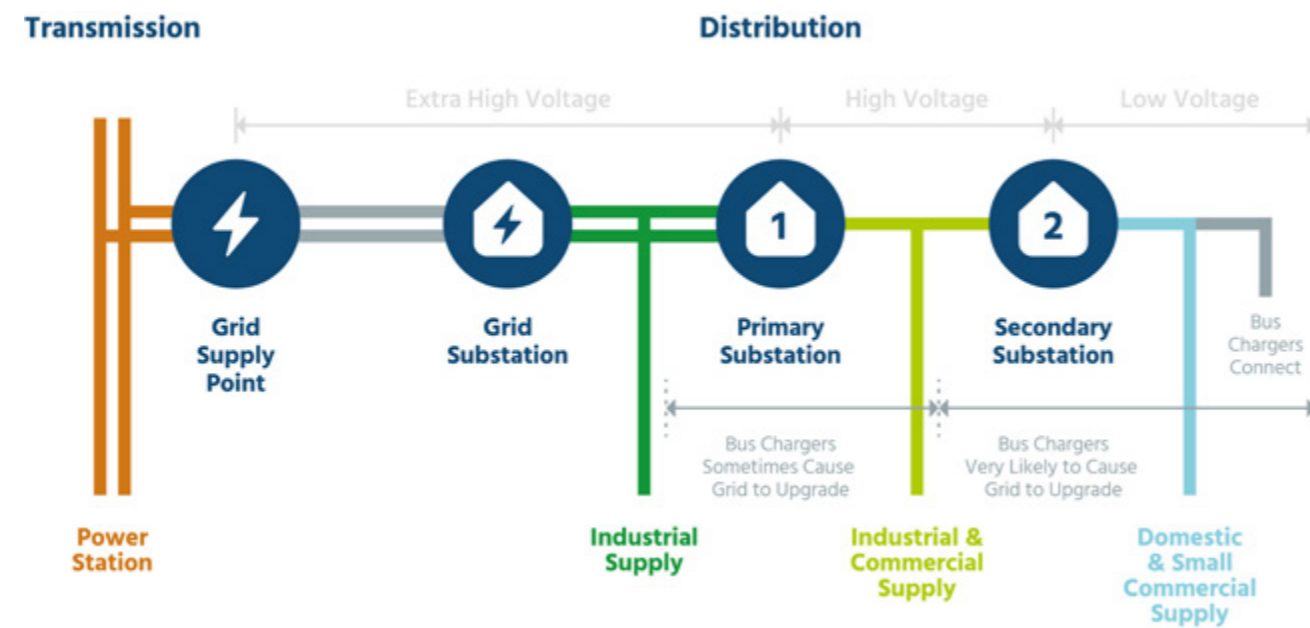 Transmission
Distribution
Extra High Voltage
High Voltage
Low Voltage
1
2
Grid
Supply
Point
Grid
Substation
Primary
Substation
Secondary
Substation
Bus
Chargers
Connect
Bus Chargers
Sometimes Cause
Grid to Upgrade
Bus Chargers
Very Likely to Cause
Grid to Upgrade
Power
Station
Industrial
Supply
Industrial &
Commercial
Supply
Domestic
& Small
Commercial
Supply